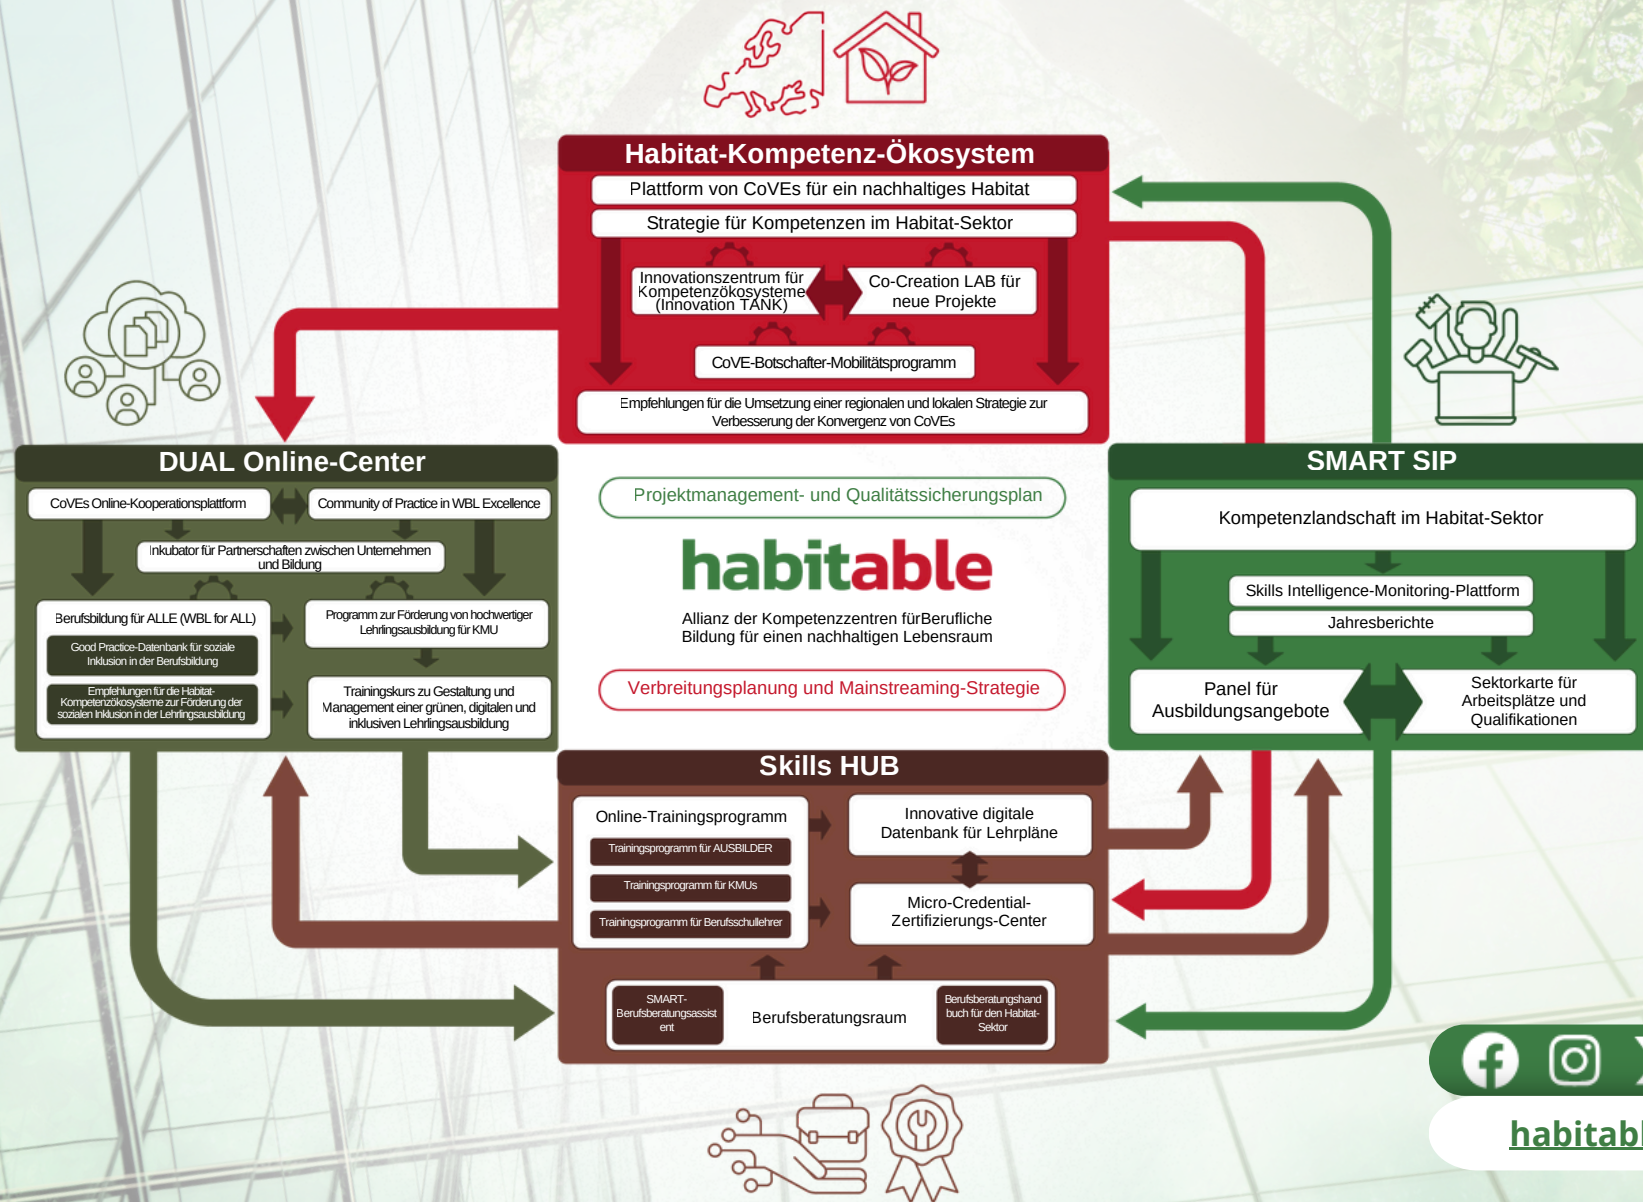 Habitat-Kompetenz-Ökosystem
Plattform von CoVEs für ein nachhaltiges Habitat
Strategie für Kompetenzen im Habitat-Sektor
Innovationszentrum für
Kompetenzökosysteme
(Innovation TANK)
Co-Creation LAB für
neue Projekte
CoVE-Botschafter-Mobilitätsprogramm
Empfehlungen für die Umsetzung einer regionalen und lokalen Strategie zur
Verbesserung der Konvergenz von CoVEs
DUAL Online-Center
CoVEs Online-Kooperationsplattform
Community of Practice in WBL Excellence
Inkubator für Partnerschaften zwischen Unternehmen
und Bildung
Berufsbildung für ALLE (WBL for ALL)
Good Practice-Datenbank für soziale
Inklusion in der Berufsbildung
Empfehlungen für die Habitat-
Kompetenzökosysteme zur Förderung der
sozialen Inklusion in der Lehrlingsausbildung
Programm zur Förderung von hochwertiger
Lehrlingsausbildung für KMU
Trainingskurs zu Gestaltung und
Management einer grünen, digitalen und
inklusiven Lehrlingsausbildung
Projektmanagement- und Qualitätssicherungsplan
habitable
Allianz der Kompetenzzentren fürBerufliche
Bildung für einen nachhaltigen Lebensraum
Verbreitungsplanung und Mainstreaming-Strategie
SMART SIP
Kompetenzlandschaft im Habitat-Sektor
Skills Intelligence-Monitoring-Plattform
Jahresberichte
Panel für
Ausbildungsangebote
Sektorkarte für
Arbeitsplätze und
Qualifikationen
Skills HUB
Online-Trainingsprogramm
Trainingsprogramm für AUSBILDER
Trainingsprogramm für KMUs
Trainingsprogramm für Berufsschullehrer
Innovative digitale
Datenbank für Lehrpläne
Micro-Credential-
Zertifizierungs-Center
SMART-
Berufsberatungsassist
ent
Berufsberatungsraum
Berufsberatungshand
buch für den Habitat-
Sektor
habitabl